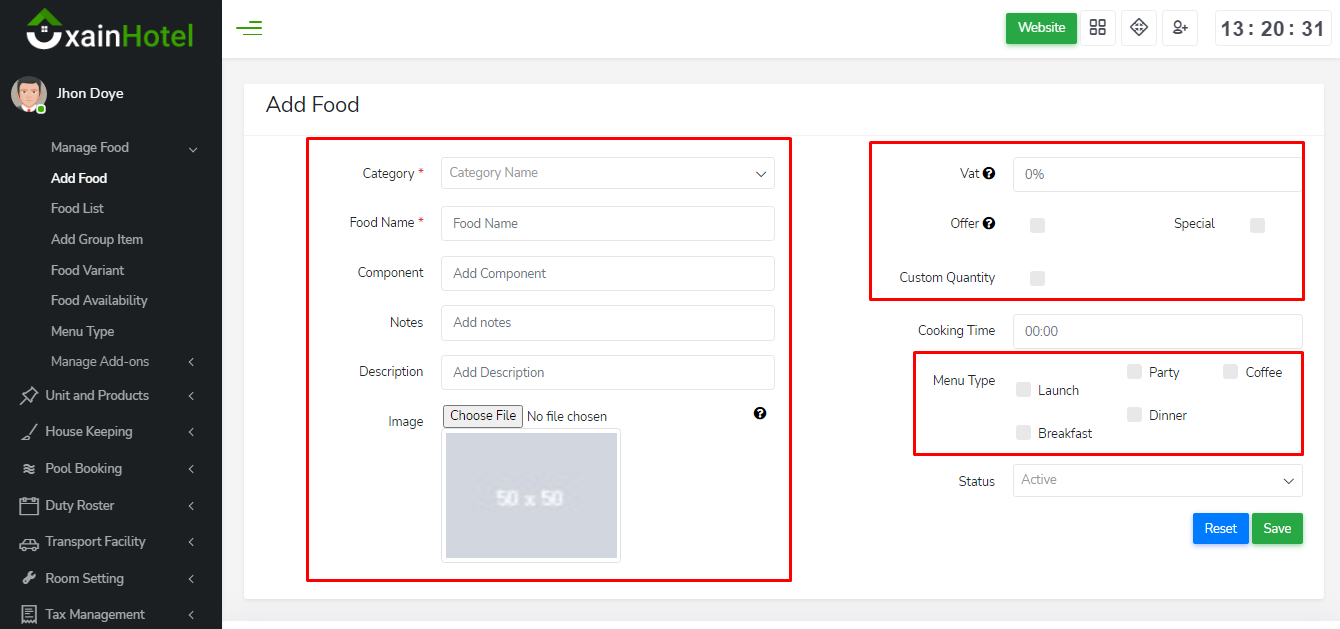 xainHotel
Website
13 : 20 : 31
Jhon Doye
Manage Food
Add Food
Food List
Add Group Item
Food Variant
Food Availability
Menu Type
Manage Add-ons
Unit and Products
House Keeping
Pool Booking
Duty Roster
Transport Facility
Room Setting
Tax Management
Add Food
Category * Category Name
Food Name * Food Name
Component Add Component
Notes Add notes
Description Add Description
Image Choose File No file chosen
50 x 50
Vat 0%
Offer Special
Custom Quantity
Cooking Time 00:00
Menu Type Launch Party Coffee
Breakfast Dinner
Status Active
Reset Save